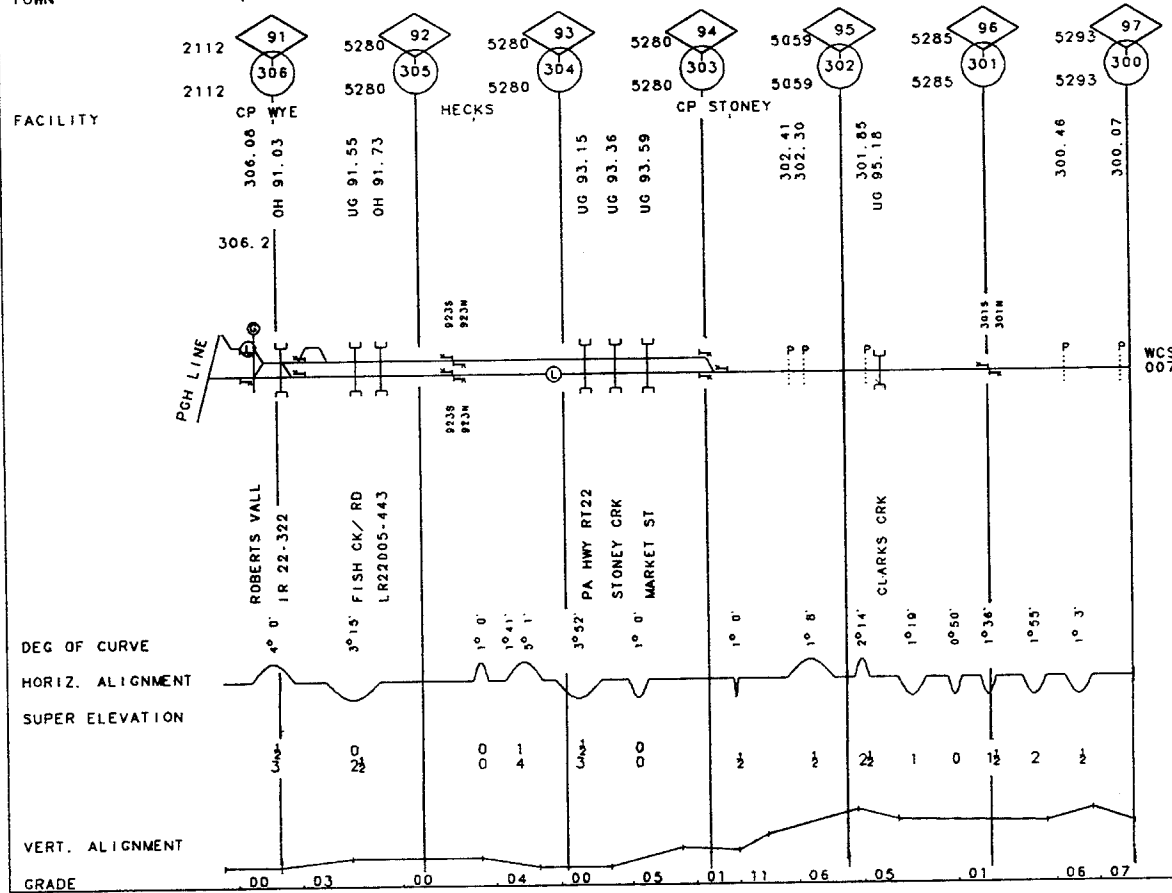 TOWN
91 92 93 94 95 96 97
2112 5280 5280 5280 5059 5285 5293
306 305 304 303 302 301 300
2112 5280 5280 5280 5059 5285 5293
FACILITY
CP WYE
HECKS
CP STONEY
306.08
OH 91.03
UG 91.55
OH 91.73
UG 93.15
UG 93.36
UG 93.59
302.41
302.30
301.85
UG 95.18
300.46
300.07
306.2
923S
923N
301S
301N
G
L
P P P P P
PGH LINE
L
WCS
007
923S
923N
ROBERTS VALL
IR 22-322
FISH CK/ RD
LR22005-443
PA HWY RT22
STONEY CRK
MARKET ST
CLARKS CRK
DEG OF CURVE
4° 0' 3°15' 1° 0' 1°41' 5° 1' 3°52' 1° 0' 1° 0' 1° 8' 2°14' 1°19' 0°50' 1°36' 1°55' 1° 3'
HORIZ. ALIGNMENT
SUPER ELEVATION
0 0 1 0
2½ 0 4 0 ½ ½ 2½ 1 0 1½ 2 ½
VERT. ALIGNMENT
GRADE .00 .03 .00 .04 .00 .05 .01 .11 .06 .05 .01 .06 .07